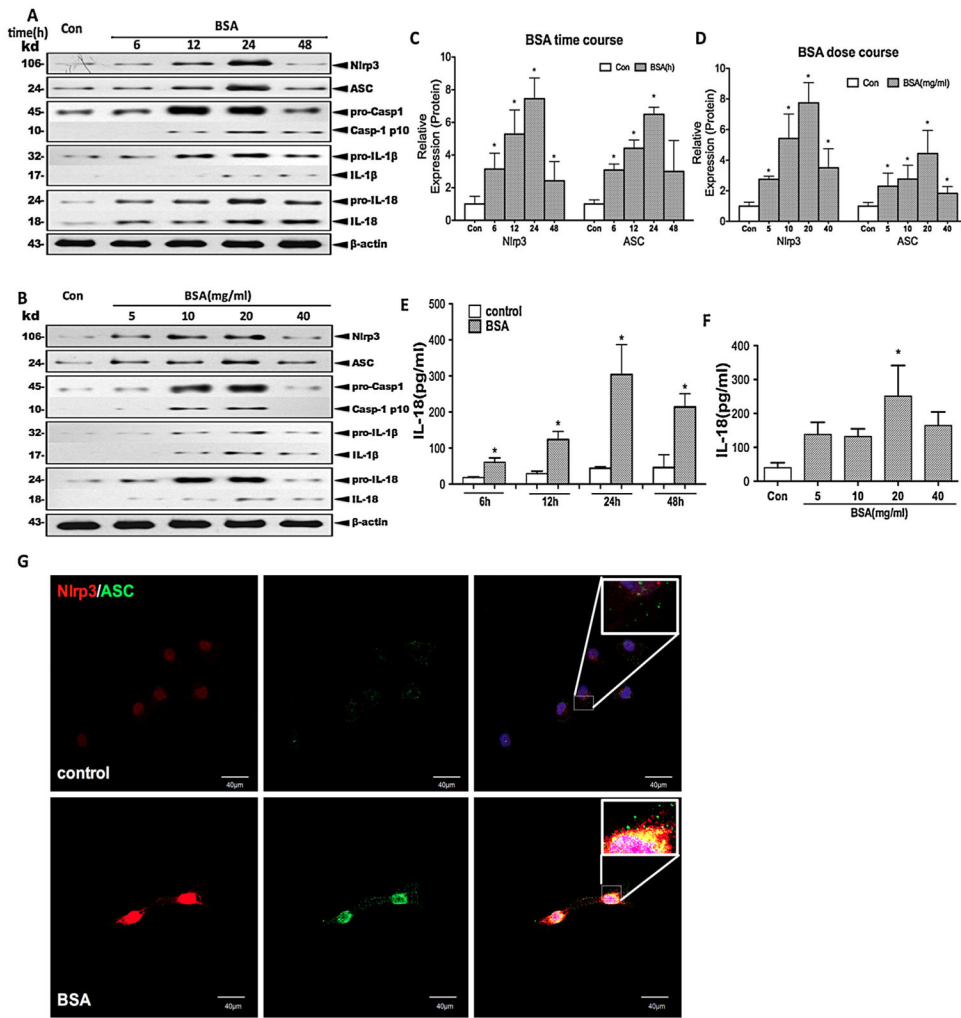 A
time(h)
kd
Con
BSA
6 12 24 48
106- Nlrp3
24- ASC
45- pro-Casp1
10- Casp-1 p10
32- pro-IL-1β
17- IL-1β
24- pro-IL-18
18- IL-18
43- β-actin
B
kd
Con
BSA(mg/ml)
5 10 20 40
106- Nlrp3
24- ASC
45- pro-Casp1
10- Casp-1 p10
32- pro-IL-1β
17- IL-1β
24- pro-IL-18
18- IL-18
43- β-actin
C
BSA time course
Con BSA(h)
Relative
Expression (Protein)
10
8
6
4
2
0
* * * * * * *
Con 6 12 24 48 Con 6 12 24 48
Nlrp3 ASC
D
BSA dose course
Con BSA(mg/ml)
Relative
Expression (Protein)
10
8
6
4
2
0
* * * * * * * *
Con 5 10 20 40 Con 5 10 20 40
Nlrp3 ASC
E
control
BSA
IL-18(pg/ml)
500
400
300
200
100
0
* * * *
6h 12h 24h 48h
F
IL-18(pg/ml)
400
300
200
100
0
*
Con 5 10 20 40
BSA(mg/ml)
G
Nlrp3/ASC
control
40μm 40μm 40μm
BSA
40μm 40μm 40μm